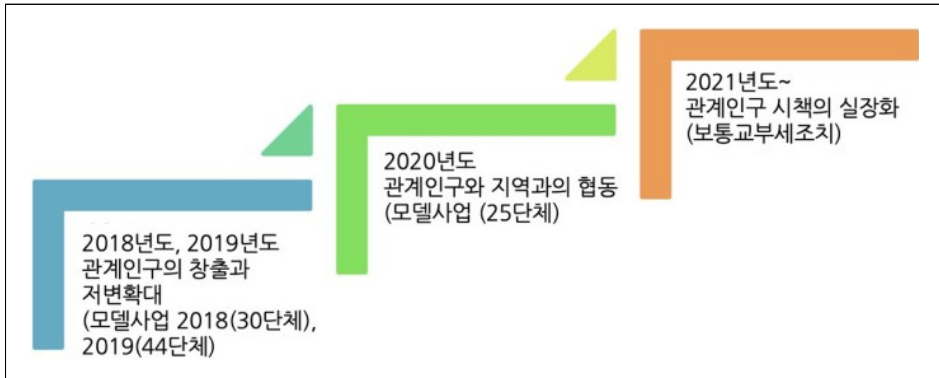 2018년도, 2019년도
관계인구의 창출과
저변확대
(모델사업 2018(30단체),
2019(44단체)
2020년도
관계인구와 지역과의 협동
(모델사업 (25단체)
2021년도~
관계인구 시책의 실장화
(보통교부세조치)